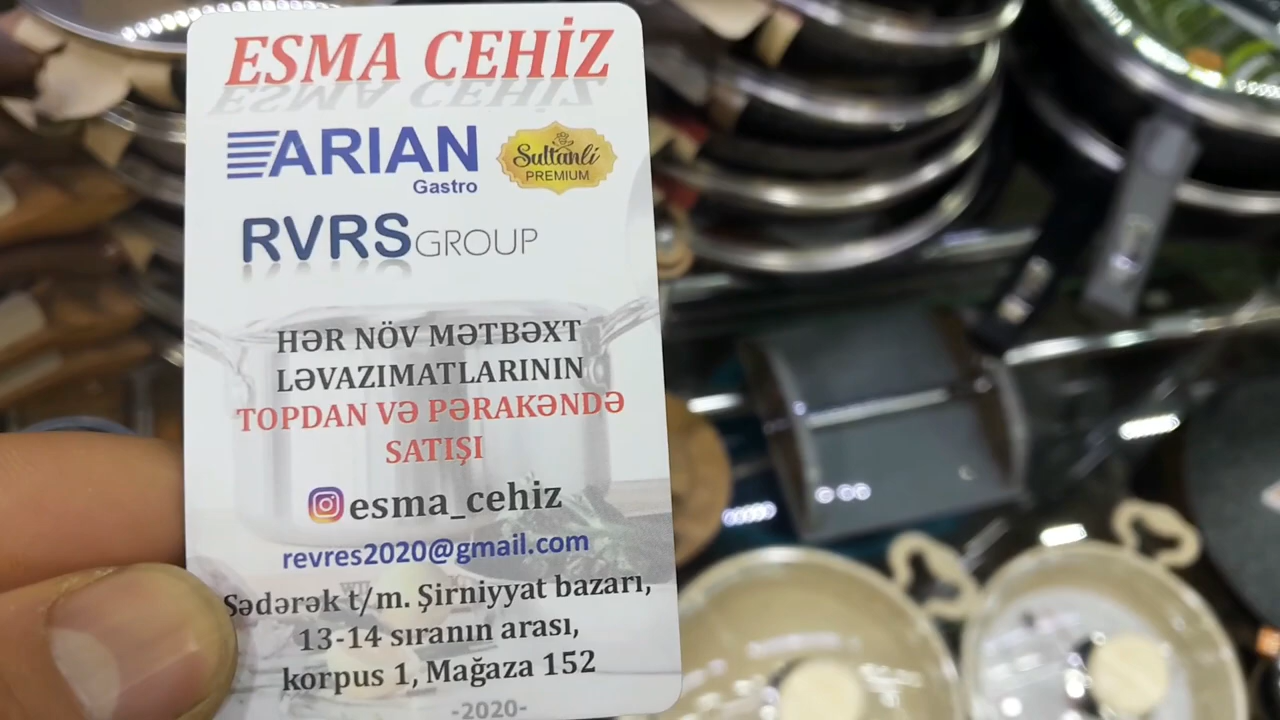 ESMA CEHİZ
ARIAN
Gastro
Sultanli
PREMIUM
RVRS GROUP
HƏR NÖV MƏTBƏXT
LƏVAZIMATLARININ
TOPDAN VƏ PƏRAKƏNDƏ
SATIŞI
esma_cehiz
revres2020@gmail.com
Sədərək t/m. Şirniyyat bazarı,
13-14 sıranın arası,
korpus 1, Mağaza 152
-2020-